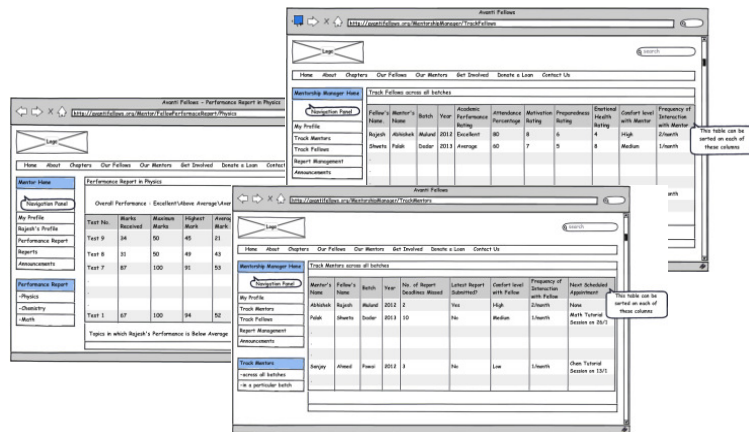 Avanti Fellows
http://avantifellows.org/MentorshipManager/TrackFellows
Logo
search
Home About Chapters Our Fellows Our Mentors Get Involved Donate a Loan Contact Us
Mentorship Manager Home
Navigation Panel
My Profile
Track Mentors
Track Fellows
Report Management
Announcements
Track Fellows across all batches
Fellow's Name. Mentor's Name Batch Year Academic Performance Rating Attendance Percentage Motivation Rating Preparedness Rating Emotional Health Rating Comfort level with Mentor Frequency of Interaction with Mentor
Rajesh Abhishek Mulund 2012 Excellent 80 8 6 4 High 2/month
Shweta Palak Dadar 2013 Average 60 7 5 8 Medium 1/month
This table can be sorted on each of these columns
Avanti Fellows - Performance Report in Physics
Logo
Home About Chapters Our Fellows Our Mentors Get Involved Donate a Loan Contact
Mentor Home
Navigation Panel
My Profile
Rajesh's Profile
Performance Report
Reports
Announcements
Performance Report
-Physics
-Chemistry
-Math
Performance Report in Physics
Overall Performance : Excellent\Above Average\Aver
Test No. Marks Received Maximum Marks Highest Mark Average Mark
Test 9 34 50 45 21
Test 8 31 50 49 43
Test 7 87 100 91 53
Test 1 67 100 94 52
Topics in which Rajesh's Performance is Below Average
Avanti Fellows
http://avantifellows.org/MentorshipManager/TrackMentors
Logo
search
Home About Chapters Our Fellows Our Mentors Get Involved Donate a Loan Contact Us
Mentorship Manager Home
Navigation Panel
My Profile
Track Mentors
Track Fellows
Report Management
Announcements
Track Mentors
-across all batches
-in a particular batch
Track Mentors across all batches
Mentor's Name Fellow's Name. Batch Year No. of Report Deadlines Missed Latest Report Submitted? Comfort level with Fellow Frequency of Interaction with Fellow Next Scheduled Appointment
Abhishek Rajesh Mulund 2012 2 Yes High 2/month None
Palak Shweta Dadar 2013 10 No Medium 1/month Math Tutorial Session on 26/1
Sanjay Ahmed Powai 2012 3 No Low 1/month Chem Tutorial Session on 13/1
This table can be sorted on each of these columns